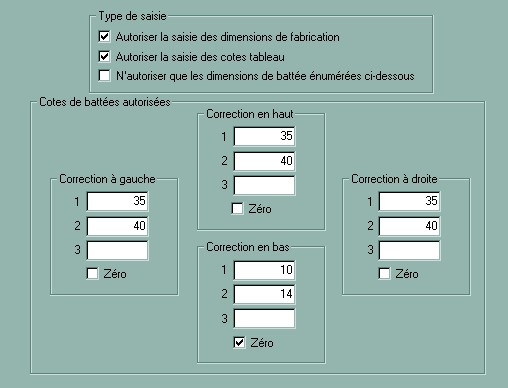 Type de saisie
Autoriser la saisie des dimensions de fabrication
Autoriser la saisie des cotes tableau
N'autoriser que les dimensions de battée énumérées ci-dessous
Cotes de battées autorisées
Correction en haut
1 35
2 40
3
Zéro
Correction à gauche
1 35
2 40
3
Zéro
Correction à droite
1 35
2 40
3
Zéro
Correction en bas
1 10
2 14
3
Zéro